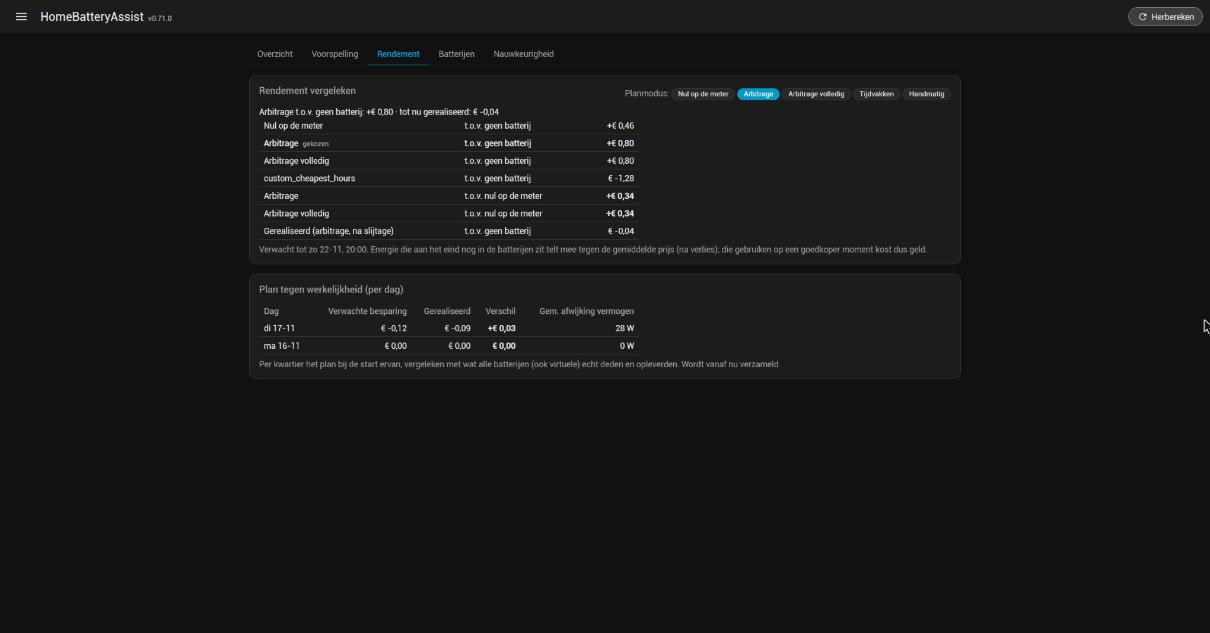 HomeBatteryAssist v0.71.0
Herbereken
Overzicht Voorspelling Rendement Batterijen Nauwkeurigheid
Rendement vergeleken
Planmodus: Nul op de meter Arbitrage Arbitrage volledig Tijdvakken Handmatig
Arbitrage t.o.v. geen batterij: +€ 0,80 · tot nu gerealiseerd: € -0,04
Nul op de meter t.o.v. geen batterij +€ 0,46
Arbitrage gekozen t.o.v. geen batterij +€ 0,80
Arbitrage volledig t.o.v. geen batterij +€ 0,80
custom_cheapest_hours t.o.v. geen batterij € -1,28
Arbitrage t.o.v. nul op de meter +€ 0,34
Arbitrage volledig t.o.v. nul op de meter +€ 0,34
Gerealiseerd (arbitrage, na slijtage) t.o.v. geen batterij € -0,04
Verwacht tot zo 22-11, 20:00. Energie die aan het eind nog in de batterijen zit telt mee tegen de gemiddelde prijs (na verlies); die gebruiken op een goedkoper moment kost dus geld.
Plan tegen werkelijkheid (per dag)
Dag Verwachte besparing Gerealiseerd Verschil Gem. afwijking vermogen
di 17-11 € -0,12 € -0,09 +€ 0,03 28 W
ma 16-11 € 0,00 € 0,00 € 0,00 0 W
Per kwartier het plan bij de start ervan, vergeleken met wat alle batterijen (ook virtuele) echt deden en opleverden. Wordt vanaf nu verzameld.